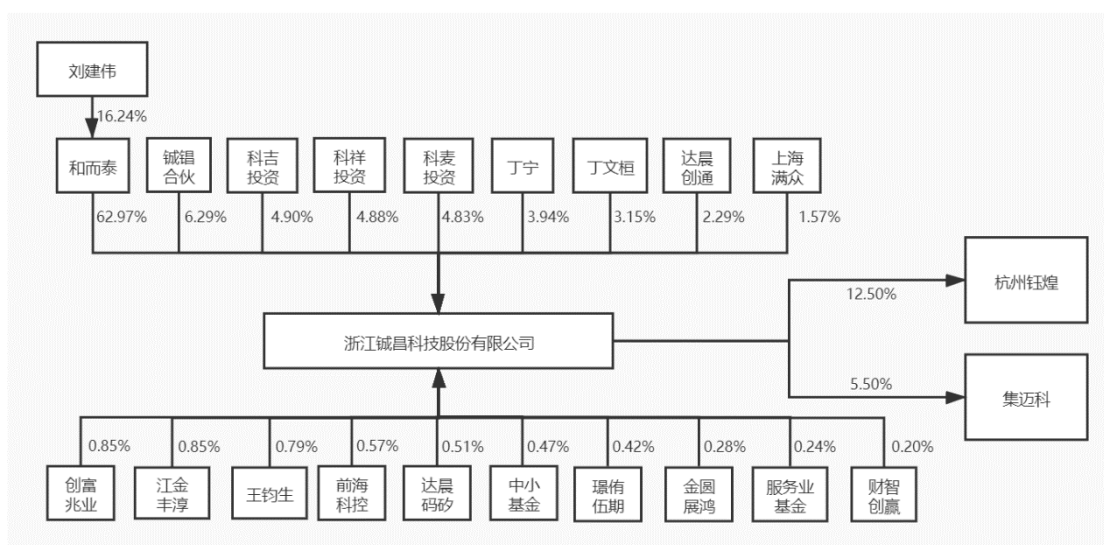 刘建伟
16.24%
和而泰
铖锠
合伙
科吉
投资
科祥
投资
科麦
投资
丁宁
丁文桓
达晨
创通
上海
满众
62.97%
6.29%
4.90%
4.88%
4.83%
3.94%
3.15%
2.29%
1.57%
杭州钰煌
12.50%
浙江铖昌科技股份有限公司
5.50%
集迈科
0.85%
0.85%
0.79%
0.57%
0.51%
0.47%
0.42%
0.28%
0.24%
0.20%
创富
兆业
江金
丰淳
王钧生
前海
科控
达晨
码矽
中小
基金
璟侑
伍期
金圆
展鸿
服务业
基金
财智
创赢